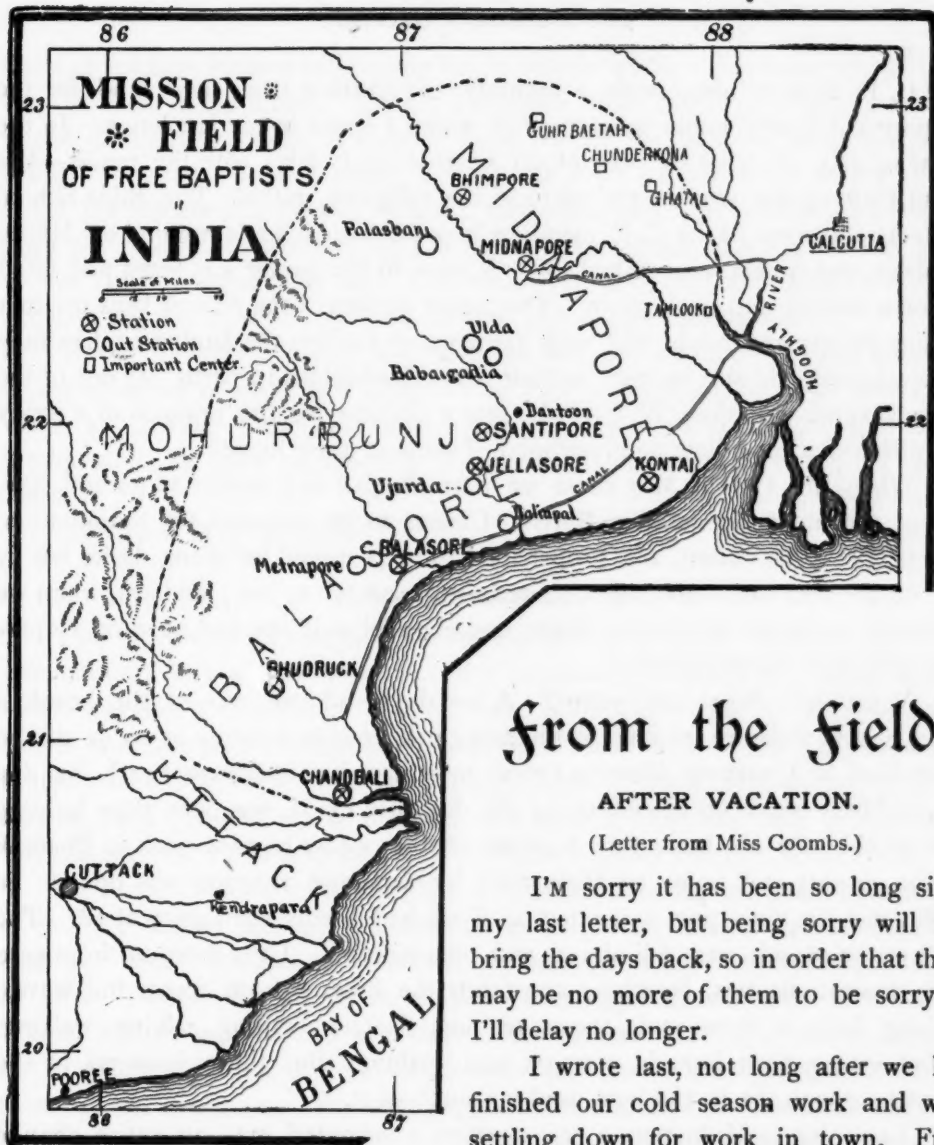 86 87 88
23
MISSION
FIELD
OF FREE BAPTISTS
"
INDIA
Scale of Miles
Station
Out Station
Important Center
GUHR BAETAH
CHUNDERKONA
GHATAL
BHIMPORE
Palasbani
MIDNAPORE
CANAL
CALCUTTA
MIDNAPORE
TAMLOOK
RIVER
HOOGHLY
Ulda
Babaigadia
22 22
Dantoon
SANTIPORE
MOHURBUNJ
JELLASORE
KONTAI
Ujurda
CANAL
BALASORE
Metrapore
BALASORE
BHUDRUCK
21
CHANDBALI
CUTTAC
CUTTACK
Kendrapara
BAY OF
BENGAL
20
POOREE
86 87
From the Field
AFTER VACATION.
(Letter from Miss Coombs.)
I'M sorry it has been so long
my last letter, but being sorry will
bring the days back, so in order that
may be no more of them to be sorry
I'll delay no longer.
I wrote last, not long after we
finished our cold season work and
settling down for work in town.